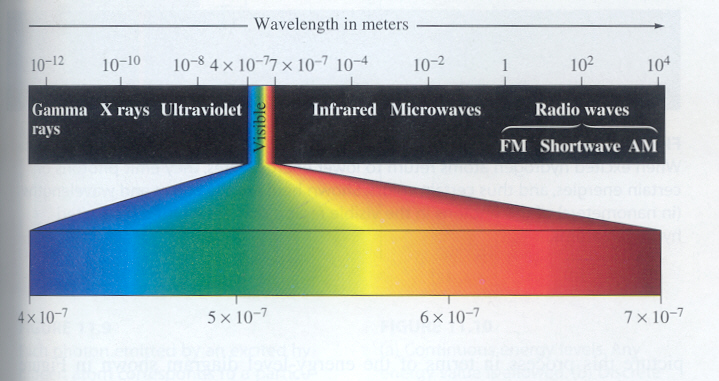 Wavelength in meters
10⁻¹² 10⁻¹⁰ 10⁻⁸ 4 × 10⁻⁷ 7 × 10⁻⁷ 10⁻⁴ 10⁻² 1 10² 10⁴
Gamma rays X rays Ultraviolet Visible Infrared Microwaves Radio waves
FM Shortwave AM
4 × 10⁻⁷ 5 × 10⁻⁷ 6 × 10⁻⁷ 7 × 10⁻⁷